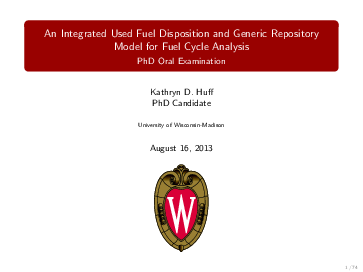 An Integrated Used Fuel Disposition and Generic Repository
Model for Fuel Cycle Analysis
PhD Oral Examination
Kathryn D. Huff
PhD Candidate
University of Wisconsin-Madison
August 16, 2013
W
1 / 74